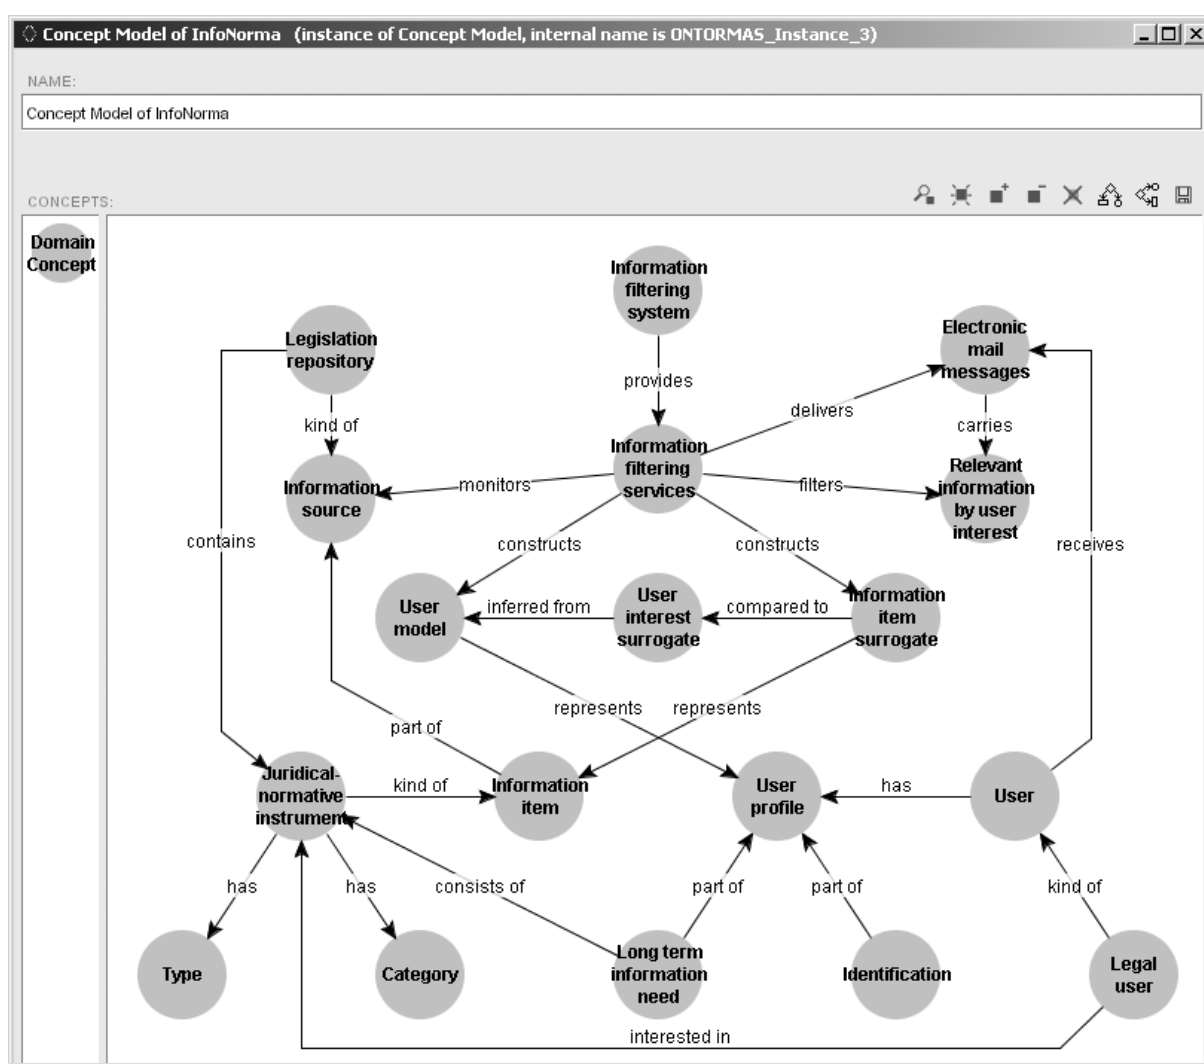 Concept Model of InfoNorma (instance of Concept Model, internal name is ONTORMAS_Instance_3)
NAME:
Concept Model of InfoNorma
CONCEPTS:
Domain
Concept
Information
filtering
system
Legislation
repository
Electronic
mail
messages
provides
delivers
kind of
carries
Information
filtering
services
Information
source
monitors
filters
Relevant
information
by user
interest
contains
constructs
constructs
receives
User
model
inferred from
User
interest
surrogate
compared to
Information
item
surrogate
represents
represents
part of
Juridical-
normative
instrument
kind of
Information
item
User
profile
has
User
has
has
consists of
part of
part of
kind of
Type
Category
Long term
information
need
Identification
Legal
user
interested in